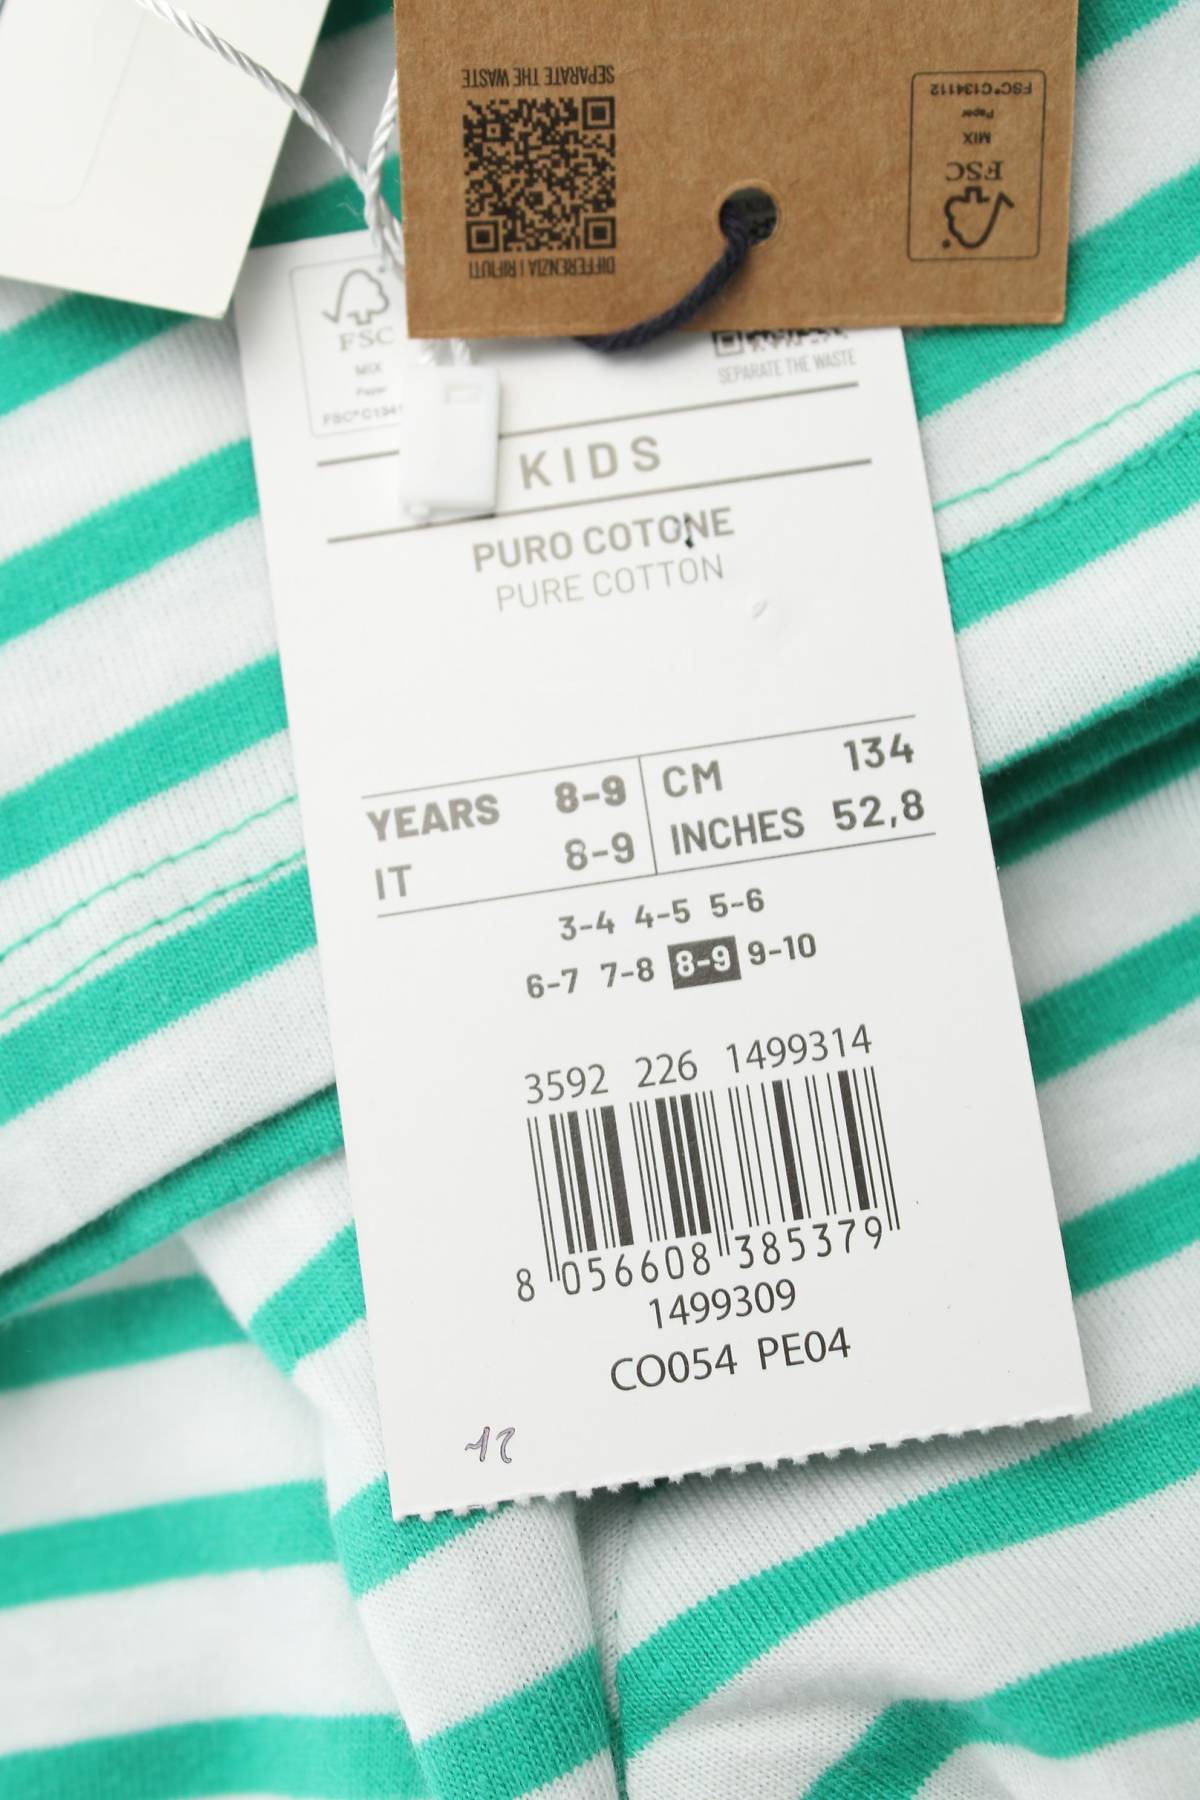 SEPARATE THE WASTE
DIFFERENZIA I RIFIUTI
FSC® C134112
Paper
MIX
FSC
FSC
MIX
Paper
FSC® C1341
SEPARATE THE WASTE
KIDS
PURO COTONE
PURE COTTON
YEARS 8-9
IT 8-9
CM 134
INCHES 52,8
3-4 4-5 5-6
6-7 7-8 8-9 9-10
3592 226 1499314
8 056608 385379
1499309
CO054 PE04